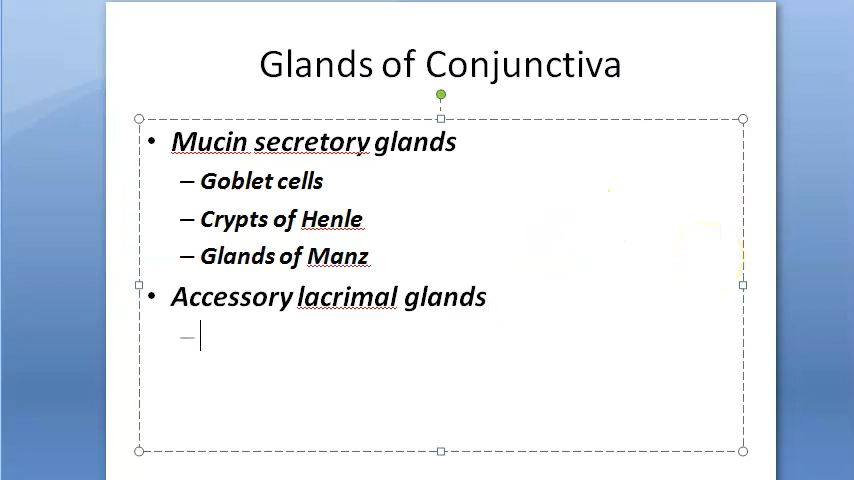 Glands of Conjunctiva
• Mucin secretory glands
– Goblet cells
– Crypts of Henle
– Glands of Manz
• Accessory lacrimal glands
–